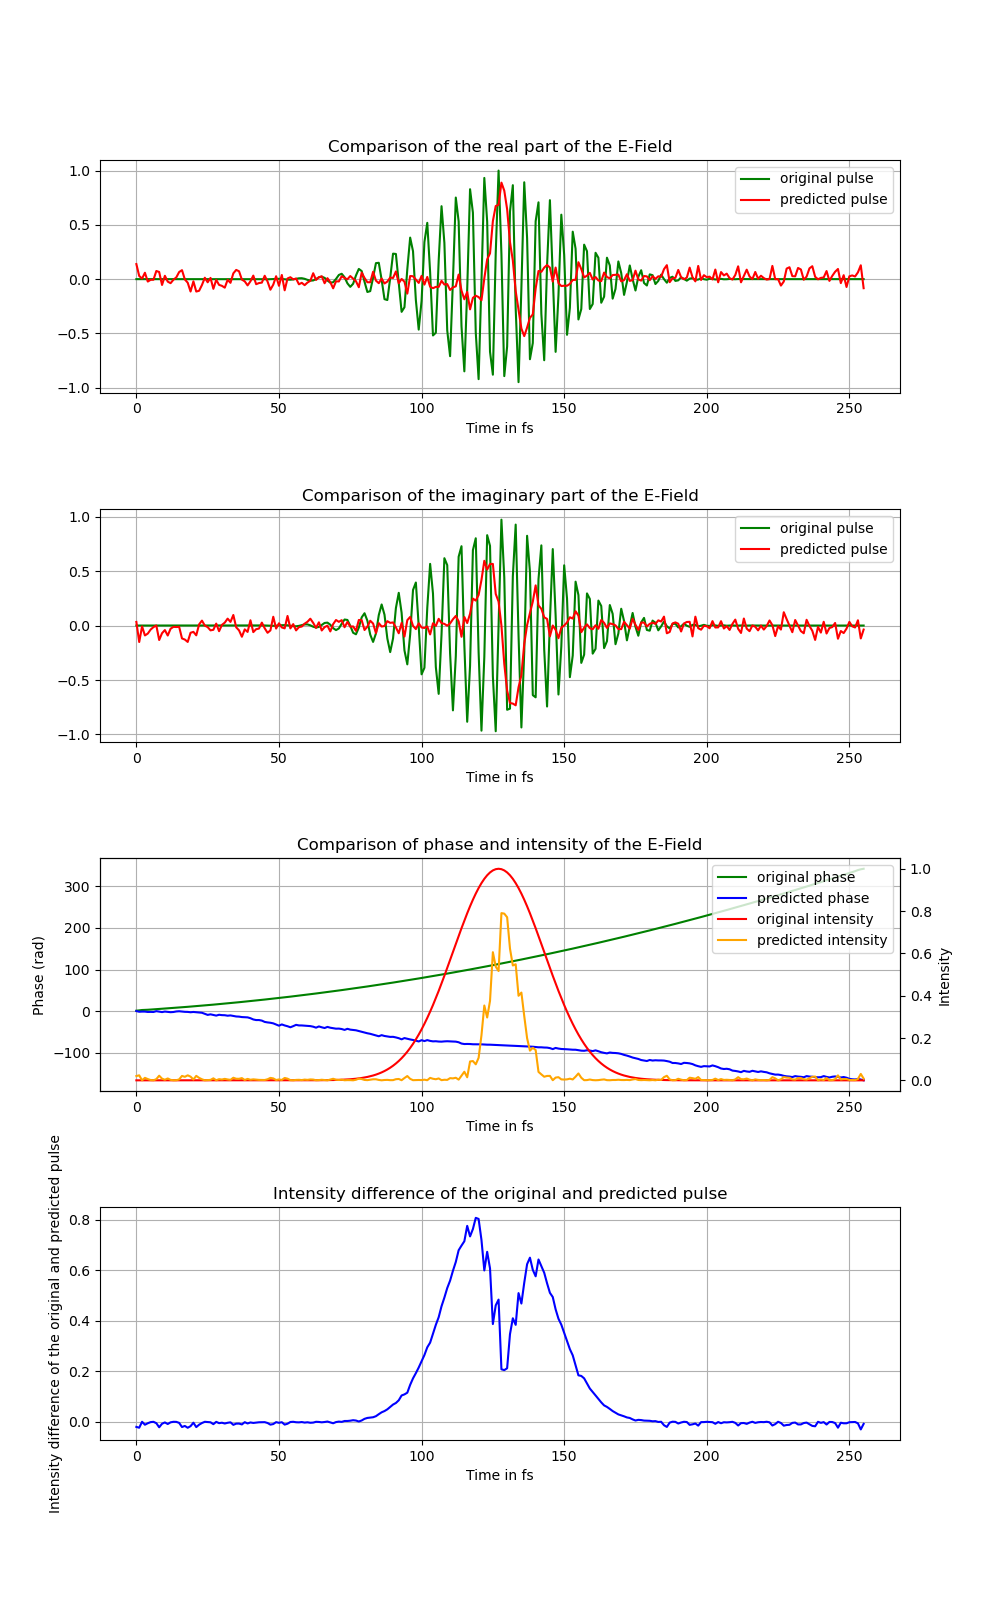 Comparison of the real part of the E-Field
1.0
0.5
0.0
−0.5
−1.0
original pulse
predicted pulse
0 50 100 150 200 250
Time in fs
Comparison of the imaginary part of the E-Field
1.0
0.5
0.0
−0.5
−1.0
original pulse
predicted pulse
0 50 100 150 200 250
Time in fs
Comparison of phase and intensity of the E-Field
Phase (rad)
300
200
100
0
−100
original phase
predicted phase
original intensity
predicted intensity
1.0
0.8
0.6
0.4
0.2
0.0
Intensity
0 50 100 150 200 250
Time in fs
Intensity difference of the original and predicted pulse
Intensity difference of the original and predicted pulse
0.8
0.6
0.4
0.2
0.0
0 50 100 150 200 250
Time in fs